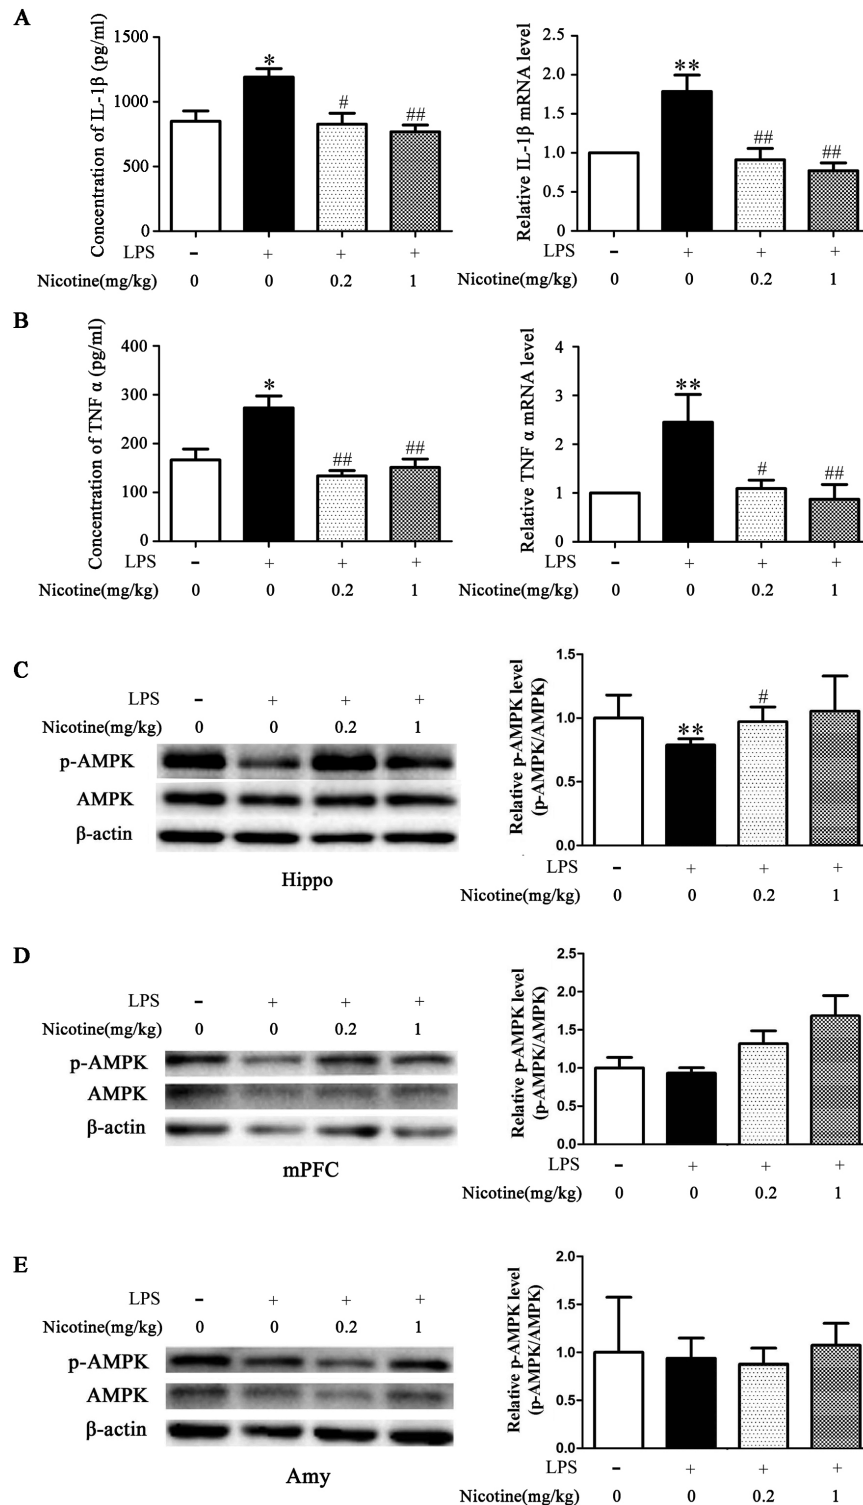 A
Concentration of IL-1β (pg/ml)
1500
1000
500
0
*
#
##
LPS - + + +
Nicotine(mg/kg) 0 0 0.2 1
Relative IL-1β mRNA level
2.5
2.0
1.5
1.0
0.5
0
**
##
##
LPS - + + +
Nicotine(mg/kg) 0 0 0.2 1
B
Concentration of TNF α (pg/ml)
400
300
200
100
0
*
##
##
LPS - + + +
Nicotine(mg/kg) 0 0 0.2 1
Relative TNF α mRNA level
4
3
2
1
0
**
#
##
LPS - + + +
Nicotine(mg/kg) 0 0 0.2 1
C
LPS - + + +
Nicotine(mg/kg) 0 0 0.2 1
p-AMPK
AMPK
β-actin
Hippo
Relative p-AMPK level
(p-AMPK/AMPK)
1.5
1.0
0.5
0.0
**
#
LPS - + + +
Nicotine(mg/kg) 0 0 0.2 1
D
LPS - + + +
Nicotine(mg/kg) 0 0 0.2 1
p-AMPK
AMPK
β-actin
mPFC
Relative p-AMPK level
(p-AMPK/AMPK)
2.5
2.0
1.5
1.0
0.5
0.0
LPS - + + +
Nicotine(mg/kg) 0 0 0.2 1
E
LPS - + + +
Nicotine(mg/kg) 0 0 0.2 1
p-AMPK
AMPK
β-actin
Amy
Relative p-AMPK level
(p-AMPK/AMPK)
2.0
1.5
1.0
0.5
0.0
LPS - + + +
Nicotine(mg/kg) 0 0 0.2 1